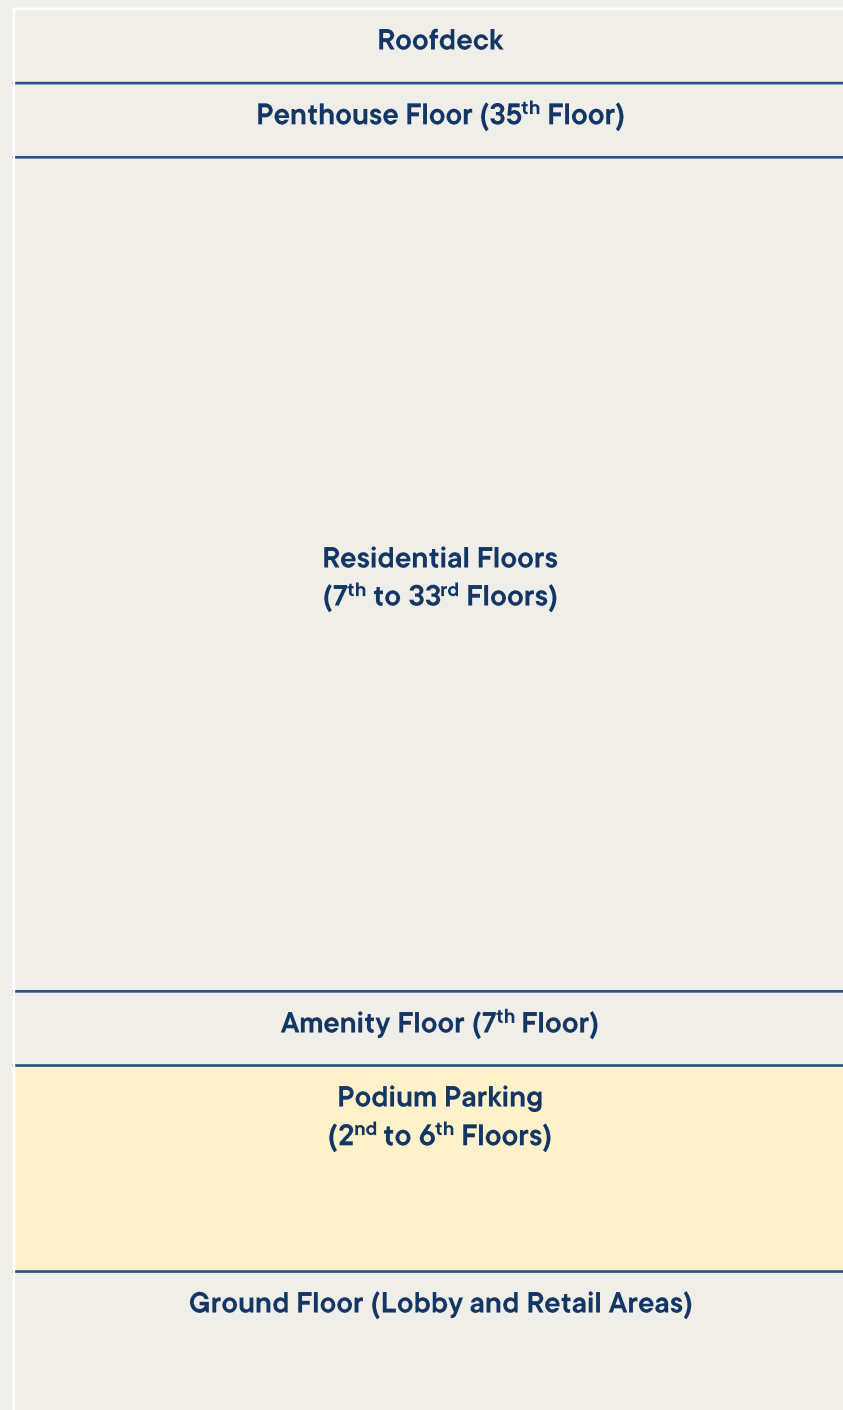 Roofdeck
Penthouse Floor (35th Floor)
Residential Floors
(7th to 33rd Floors)
Amenity Floor (7th Floor)
Podium Parking
(2nd to 6th Floors)
Ground Floor (Lobby and Retail Areas)